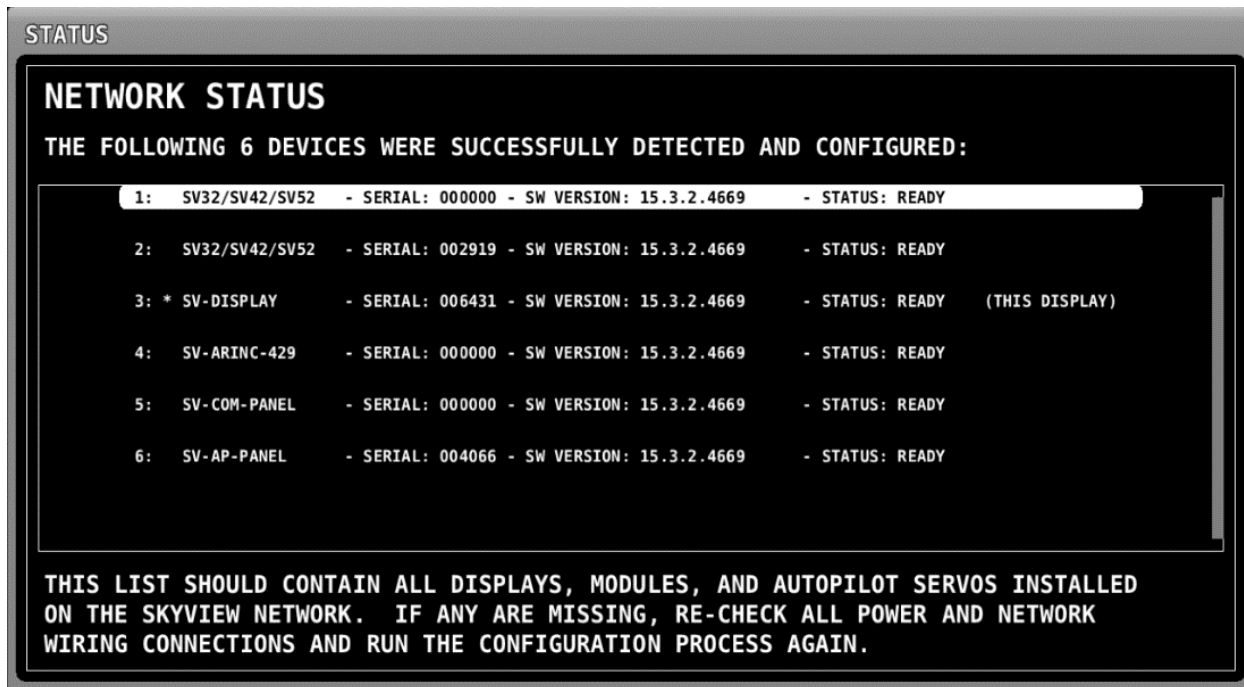 STATUS
NETWORK STATUS
THE FOLLOWING 6 DEVICES WERE SUCCESSFULLY DETECTED AND CONFIGURED:
1: SV32/SV42/SV52 - SERIAL: 000000 - SW VERSION: 15.3.2.4669 - STATUS: READY
2: SV32/SV42/SV52 - SERIAL: 002919 - SW VERSION: 15.3.2.4669 - STATUS: READY
3: * SV-DISPLAY - SERIAL: 006431 - SW VERSION: 15.3.2.4669 - STATUS: READY (THIS DISPLAY)
4: SV-ARINC-429 - SERIAL: 000000 - SW VERSION: 15.3.2.4669 - STATUS: READY
5: SV-COM-PANEL - SERIAL: 000000 - SW VERSION: 15.3.2.4669 - STATUS: READY
6: SV-AP-PANEL - SERIAL: 004066 - SW VERSION: 15.3.2.4669 - STATUS: READY
THIS LIST SHOULD CONTAIN ALL DISPLAYS, MODULES, AND AUTOPILOT SERVOS INSTALLED
ON THE SKYVIEW NETWORK. IF ANY ARE MISSING, RE-CHECK ALL POWER AND NETWORK
WIRING CONNECTIONS AND RUN THE CONFIGURATION PROCESS AGAIN.